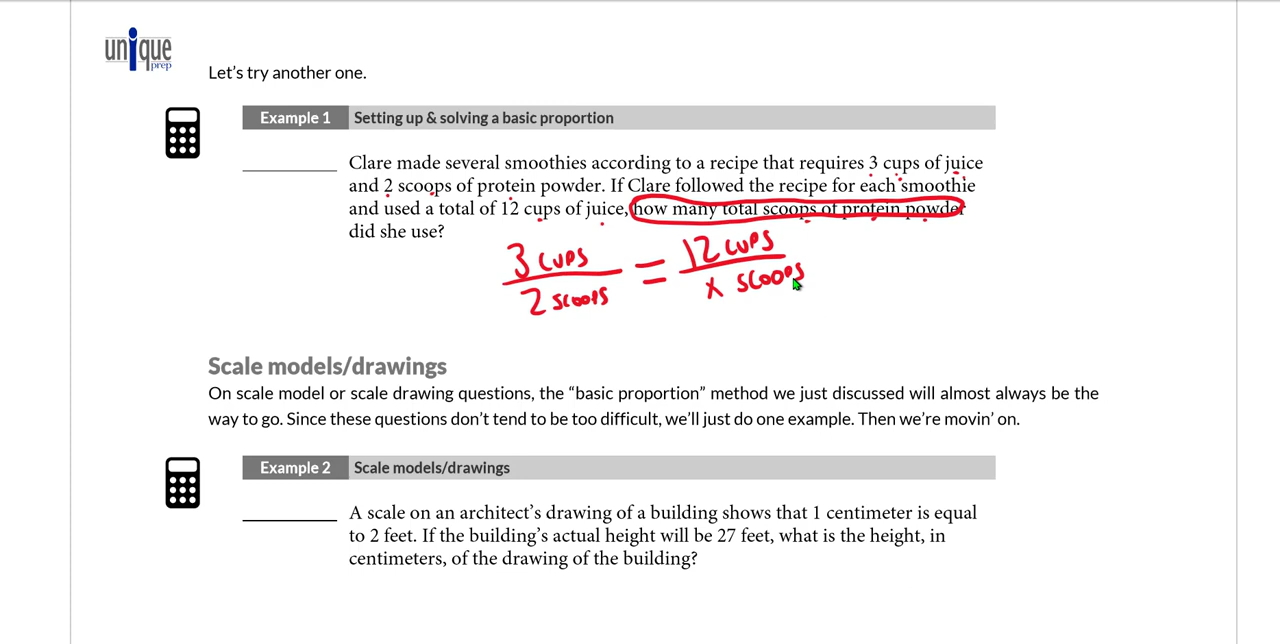 unique
prep
Let's try another one.
Example 1 Setting up & solving a basic proportion
__________ Clare made several smoothies according to a recipe that requires 3 cups of juice
and 2 scoops of protein powder. If Clare followed the recipe for each smoothie
and used a total of 12 cups of juice, how many total scoops of protein powder
did she use?
3 cups = 12 cups
2 scoops x scoops
Scale models/drawings
On scale model or scale drawing questions, the “basic proportion” method we just discussed will almost always be the
way to go. Since these questions don't tend to be too difficult, we'll just do one example. Then we're movin' on.
Example 2 Scale models/drawings
__________ A scale on an architect's drawing of a building shows that 1 centimeter is equal
to 2 feet. If the building's actual height will be 27 feet, what is the height, in
centimeters, of the drawing of the building?